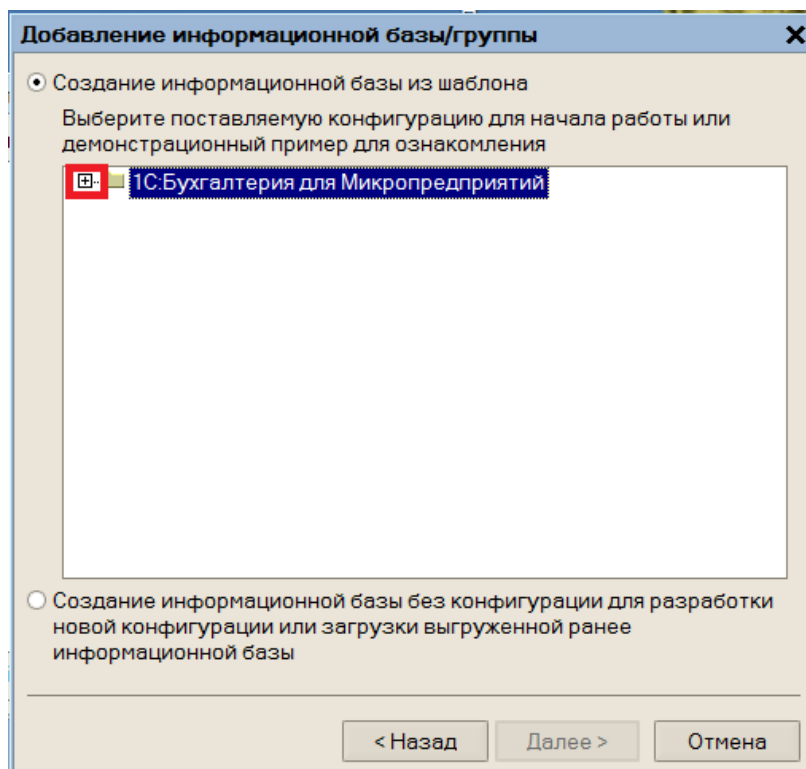 Добавление информационной базы/группы
Создание информационной базы из шаблона
Выберите поставляемую конфигурацию для начала работы или
демонстрационный пример для ознакомления
1С:Бухгалтерия для Микропредприятий
Создание информационной базы без конфигурации для разработки
новой конфигурации или загрузки выгруженной ранее
информационной базы
< Назад Далее > Отмена